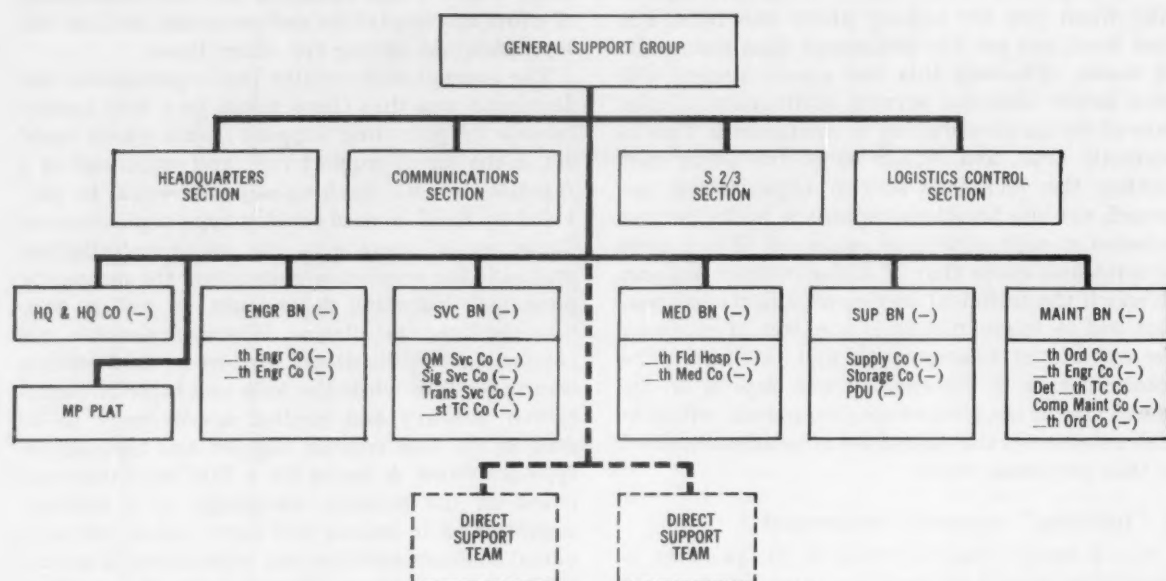 GENERAL SUPPORT GROUP
HEADQUARTERS
SECTION
COMMUNICATIONS
SECTION
S 2/3
SECTION
LOGISTICS CONTROL
SECTION
HQ & HQ CO (—)
MP PLAT
ENGR BN (—)
__th Engr Co (—)
__th Engr Co (—)
SVC BN (—)
QM Svc Co (—)
Sig Svc Co (—)
Trans Svc Co (—)
__st TC Co (—)
MED BN (—)
__th Fld Hosp (—)
__th Med Co (—)
SUP BN (—)
Supply Co (—)
Storage Co (—)
PDU (—)
MAINT BN (—)
__th Ord Co (—)
__th Engr Co (—)
Det __th TC Co (—)
Comp Maint Co (—)
__th Ord Co (—)
DIRECT
SUPPORT
TEAM
DIRECT
SUPPORT
TEAM